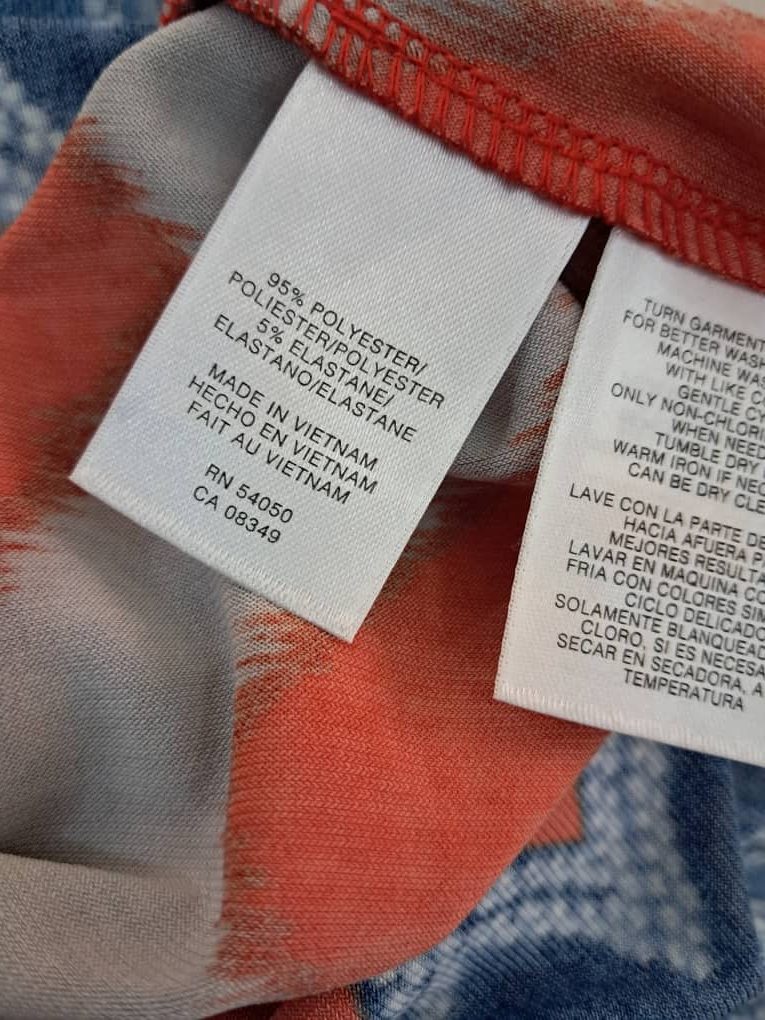 95% POLYESTER/
POLIESTER/POLYESTER
5% ELASTANE/
ELASTANO/ELASTANE
MADE IN VIETNAM
HECHO EN VIETNAM
FAIT AU VIETNAM
RN 54050
CA 08349
TURN GARMENT
FOR BETTER WASH
MACHINE WAS
WITH LIKE CO
GENTLE CY
ONLY NON-CHLORI
WHEN NEED
TUMBLE DRY
WARM IRON IF NEC
CAN BE DRY CLE
LAVE CON LA PARTE DE
HACIA AFUERA P
MEJORES RESULTA
LAVAR EN MAQUINA CO
FRIA CON COLORES SIM
CICLO DELICADO
SOLAMENTE BLANQUEAD
CLORO, SI ES NECESA
SECAR EN SECADORA, A
TEMPERATURA